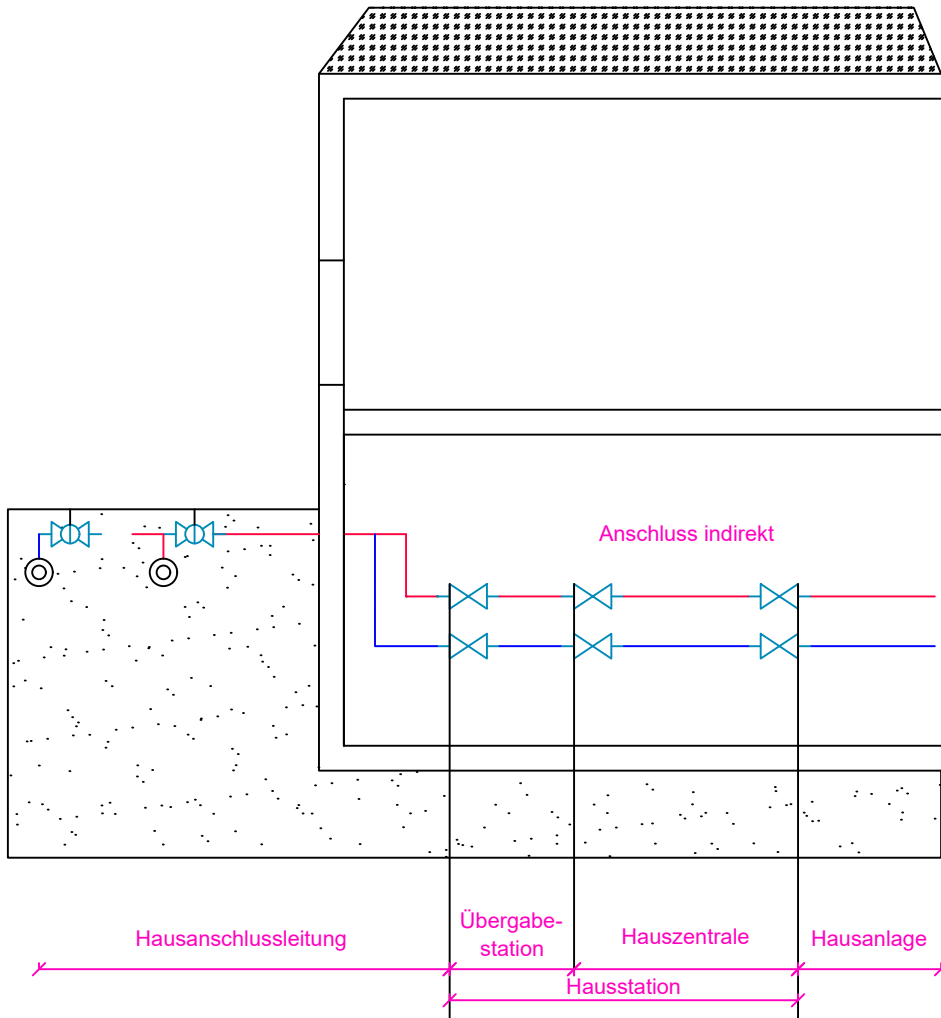 Anschluss indirekt
Hausanschlussleitung
Übergabe-
station
Hauszentrale
Hausanlage
Hausstation